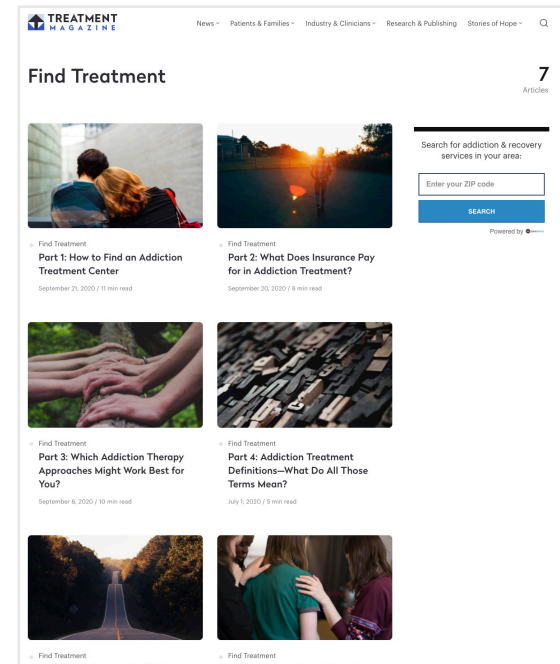 TREATMENT
MAGAZINE
News
Patients & Families
Industry & Clinicians
Research & Publishing
Stories of Hope
Find Treatment
7
Articles
Search for addiction & recovery
services in your area:
Enter your ZIP code
SEARCH
Powered by
Find Treatment
Part 1: How to Find an Addiction
Treatment Center
September 21, 2020 / 11 min read
Find Treatment
Part 2: What Does Insurance Pay
for in Addiction Treatment?
September 20, 2020 / 8 min read
Find Treatment
Part 3: Which Addiction Therapy
Approaches Might Work Best for
You?
September 6, 2020 / 10 min read
Find Treatment
Part 4: Addiction Treatment
Definitions—What Do All Those
Terms Mean?
July 1, 2020 / 5 min read
Find Treatment
Find Treatment